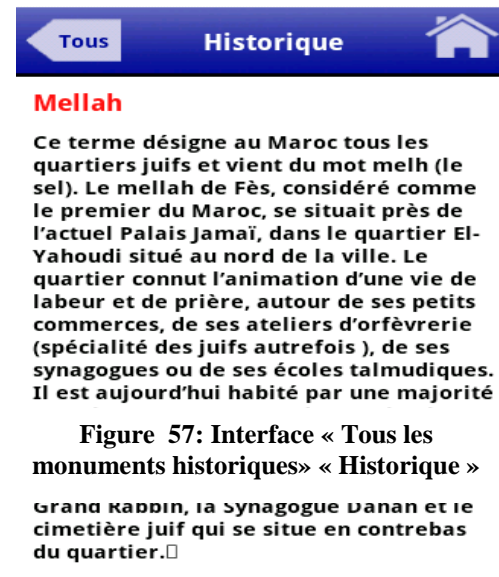 Tous Historique
Mellah
Ce terme désigne au Maroc tous les
quartiers juifs et vient du mot melh (le
sel). Le mellah de Fès, considéré comme
le premier du Maroc, se situait près de
l’actuel Palais Jamaï, dans le quartier El-
Yahoudi situé au nord de la ville. Le
quartier connut l’animation d’une vie de
labeur et de prière, autour de ses petits
commerces, de ses ateliers d’orfèvrerie
(spécialité des juifs autrefois ), de ses
synagogues ou de ses écoles talmudiques.
Il est aujourd’hui habité par une majorité
Figure 57: Interface « Tous les
monuments historiques» « Historique »
Grand Rabbin, la Synagogue Danan et le
cimetière juif qui se situe en contrebas
du quartier.